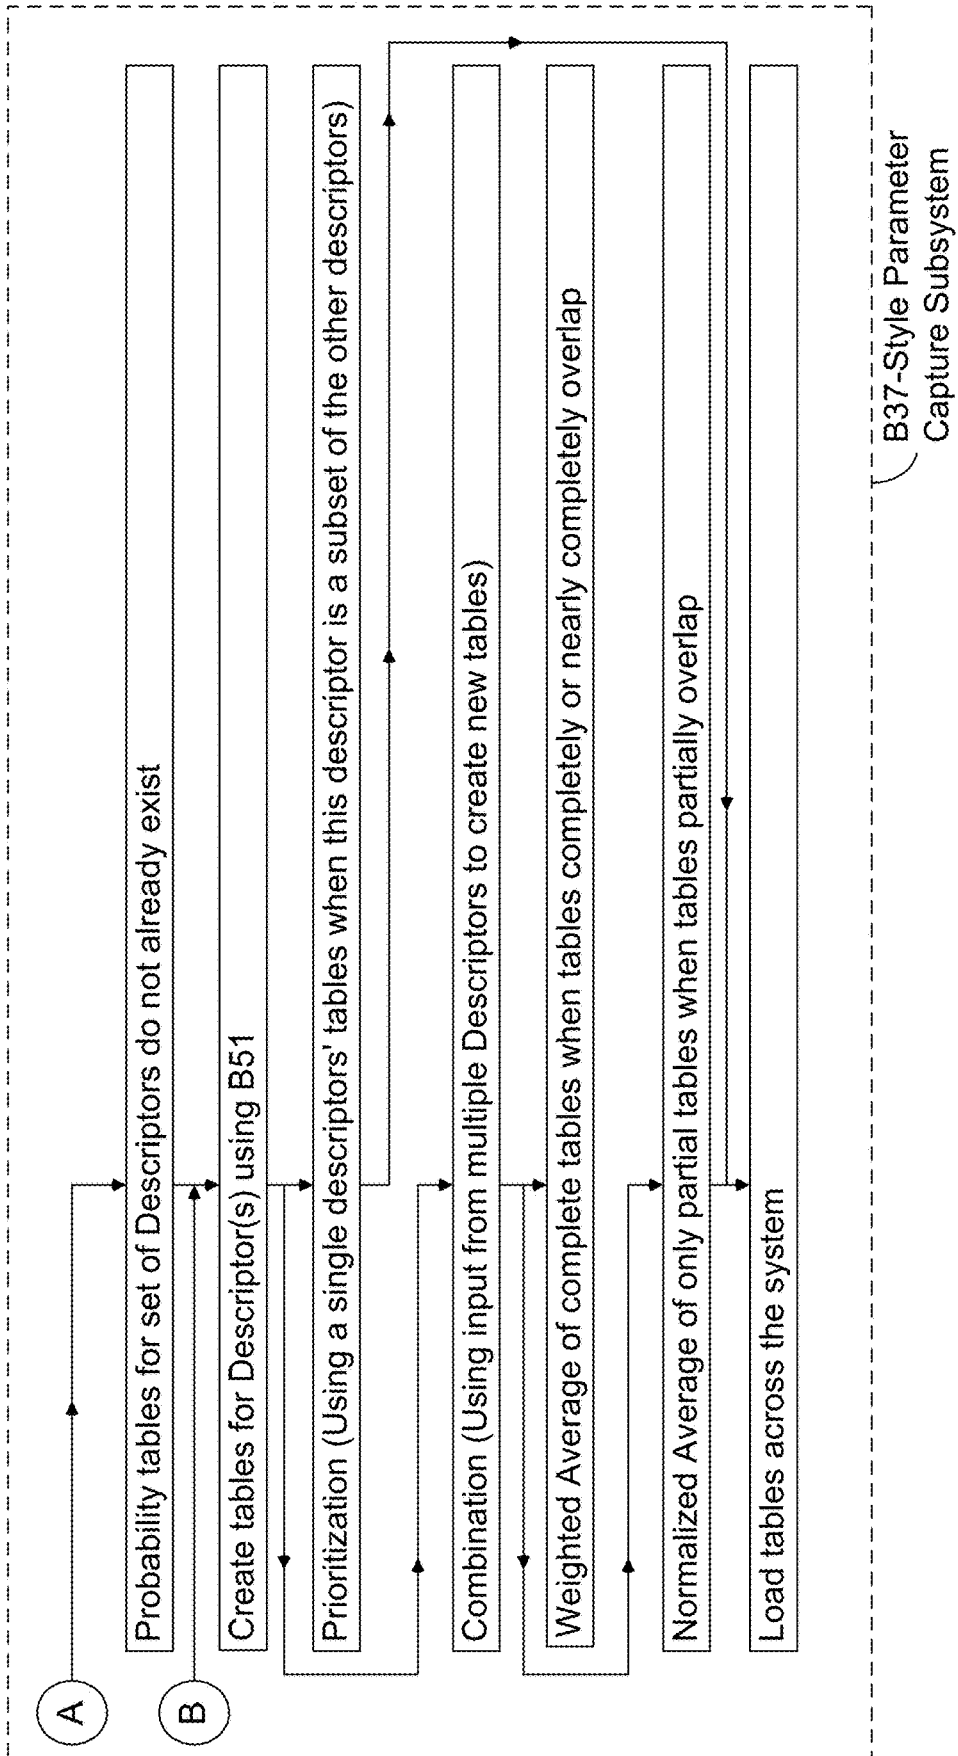 A
Probability tables for set of Descriptors do not already exist
B
Create tables for Descriptor(s) using B51
Prioritization (Using a single descriptors' tables when this descriptor is a subset of the other descriptors)
Combination (Using input from multiple Descriptors to create new tables)
Weighted Average of complete tables when tables completely or nearly completely overlap
Normalized Average of only partial tables when tables partially overlap
Load tables across the system
B37-Style Parameter
Capture Subsystem